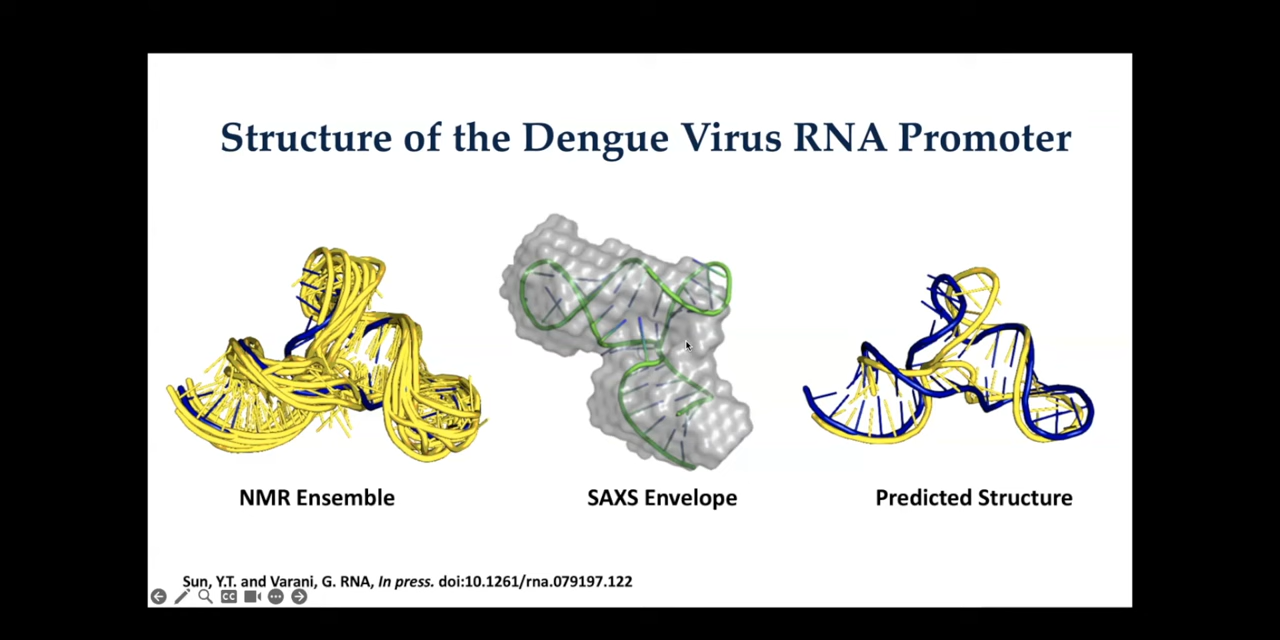 Structure of the Dengue Virus RNA Promoter
NMR Ensemble
SAXS Envelope
Predicted Structure
Sun, Y.T. and Varani, G. RNA, In press. doi:10.1261/rna.079197.122
CC